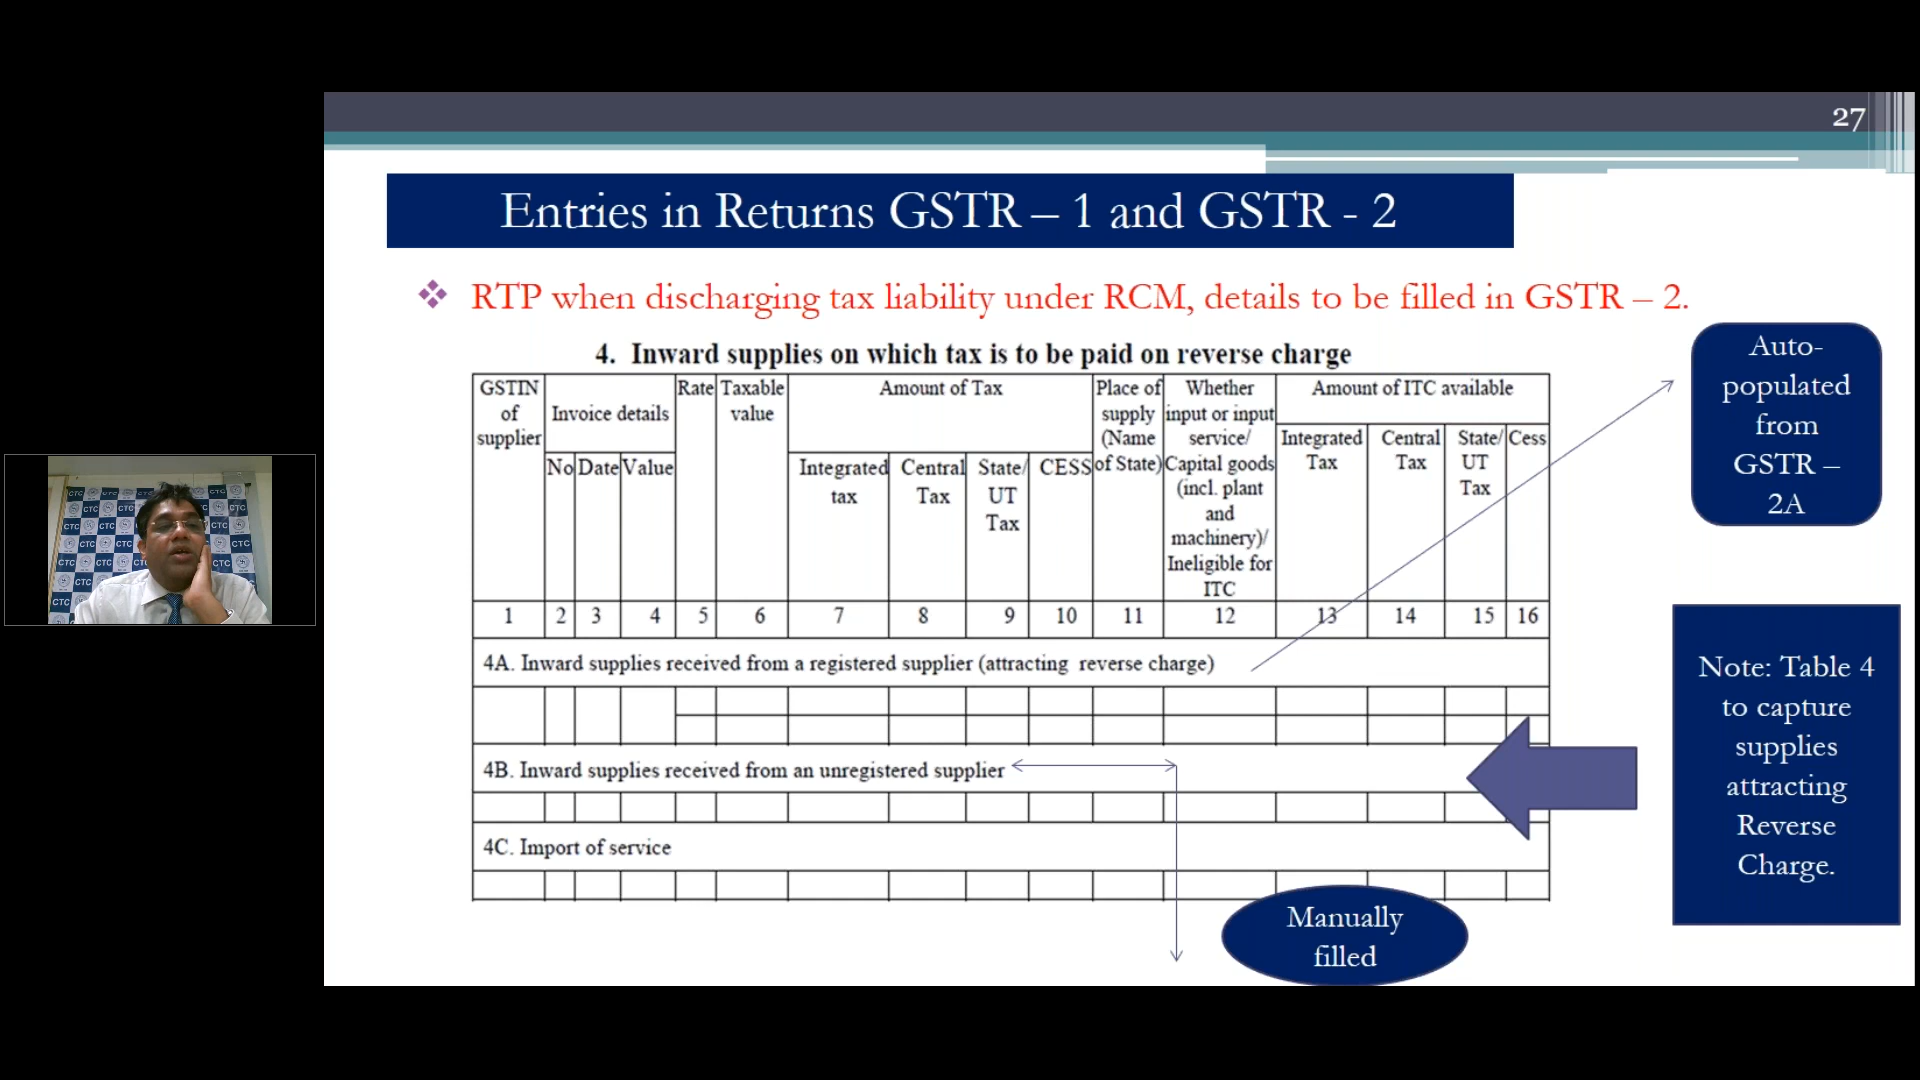 27
Entries in Returns GSTR – 1 and GSTR - 2
❖ RTP when discharging tax liability under RCM, details to be filled in GSTR – 2.
4. Inward supplies on which tax is to be paid on reverse charge
GSTIN of supplier
Invoice details
No Date Value
Rate
Taxable value
Amount of Tax
Integrated tax
Central Tax
State/ UT Tax
CESS
Place of supply (Name of State)
Whether input or input service/ Capital goods (incl. plant and machinery)/ Ineligible for ITC
Amount of ITC available
Integrated Tax
Central Tax
State/ UT Tax
Cess
1 2 3 4 5 6 7 8 9 10 11 12 13 14 15 16
4A. Inward supplies received from a registered supplier (attracting reverse charge)
4B. Inward supplies received from an unregistered supplier
4C. Import of service
Auto-
populated
from
GSTR –
2A
Note: Table 4
to capture
supplies
attracting
Reverse
Charge.
Manually
filled
CTC